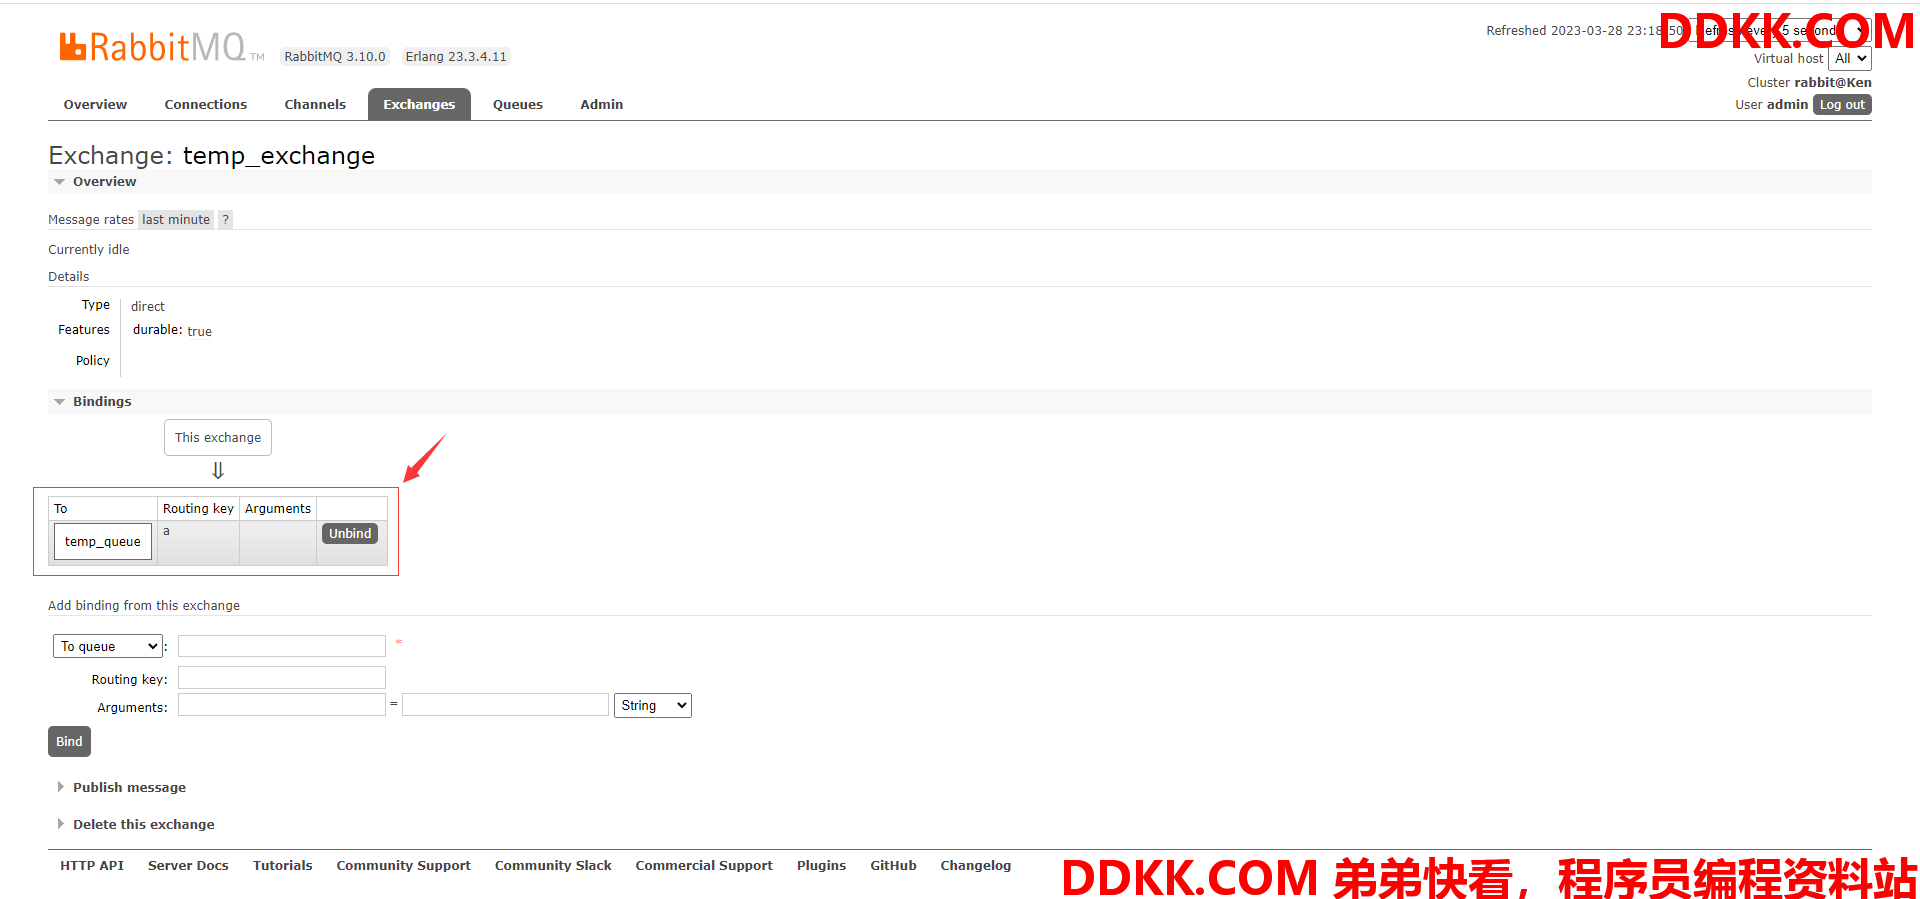 RabbitMQ TM
RabbitMQ 3.10.0
Erlang 23.3.4.11
Refreshed 2023-03-28 23:18:50
DDKK.COM
Virtual host All
Cluster rabbit@Ken
User admin Log out
Overview Connections Channels Exchanges Queues Admin
Exchange: temp_exchange
Overview
Message rates last minute ?
Currently idle
Details
Type direct
Features durable: true
Policy
Bindings
This exchange
⇓
To Routing key Arguments
temp_queue a Unbind
Add binding from this exchange
To queue : *
Routing key:
Arguments: = String
Bind
Publish message
Delete this exchange
HTTP API Server Docs Tutorials Community Support Community Slack Commercial Support Plugins GitHub Changelog
DDKK.COM 弟弟快看，程序员编程资料站